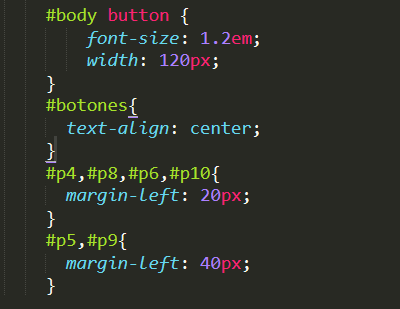 #body button {
font-size: 1.2em;
width: 120px;
}
#botones{
text-align: center;
}
#p4,#p8,#p6,#p10{
margin-left: 20px;
}
#p5,#p9{
margin-left: 40px;
}